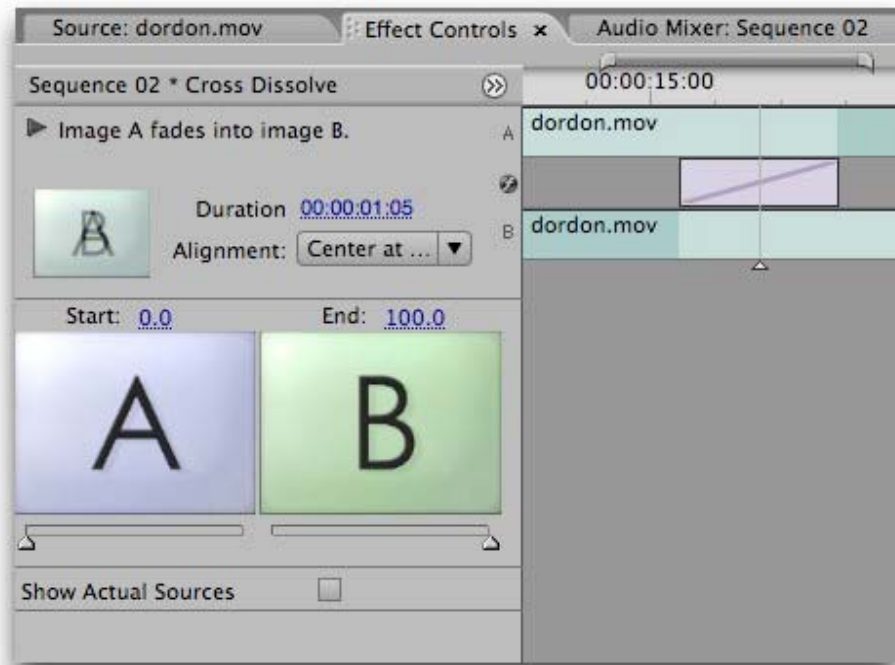 Source: dordon.mov
Effect Controls ×
Audio Mixer: Sequence 02
Sequence 02 * Cross Dissolve
00:00:15:00
Image A fades into image B.
A
dordon.mov
Duration 00:00:01:05
Alignment: Center at ...
B
dordon.mov
Start: 0.0
End: 100.0
A
B
Show Actual Sources